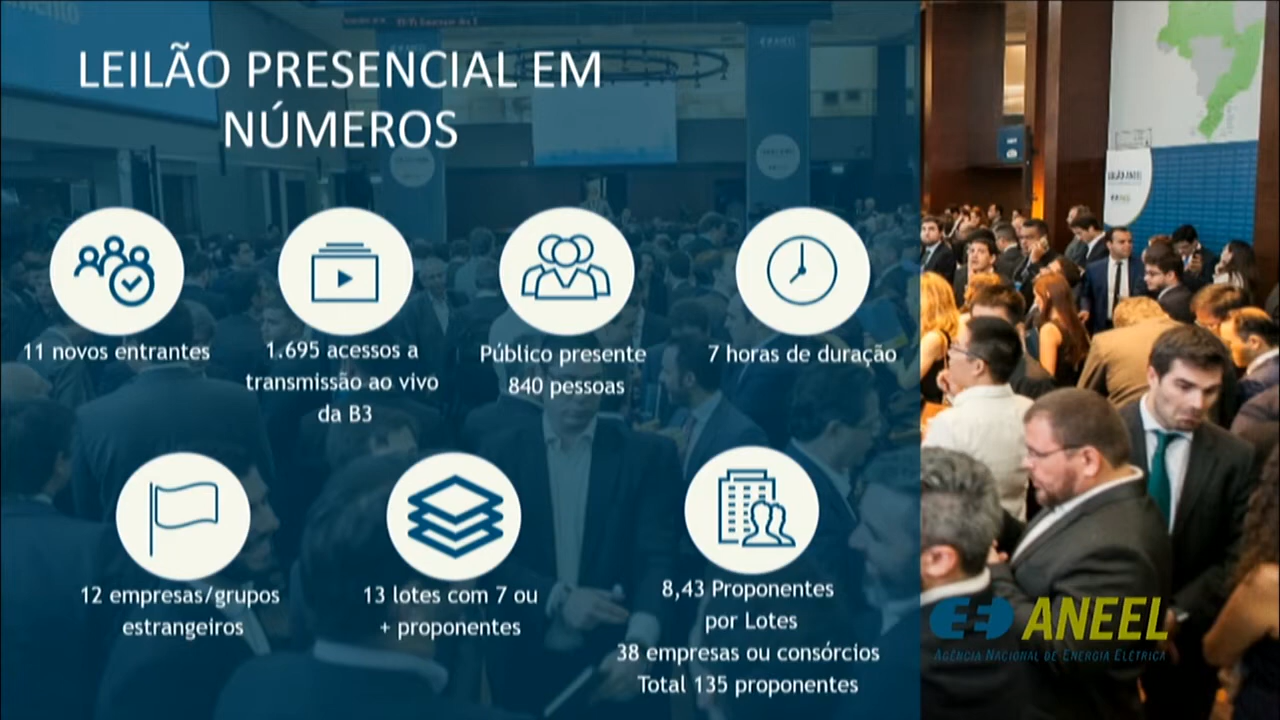 LEILÃO PRESENCIAL EM
NÚMEROS
11 novos entrantes
1.695 acessos a
transmissão ao vivo
da B3
Público presente
840 pessoas
7 horas de duração
12 empresas/grupos
estrangeiros
13 lotes com 7 ou
+ proponentes
8,43 Proponentes
por Lotes
38 empresas ou consórcios
Total 135 proponentes
ANEEL
AGÊNCIA NACIONAL DE ENERGIA ELÉTRICA